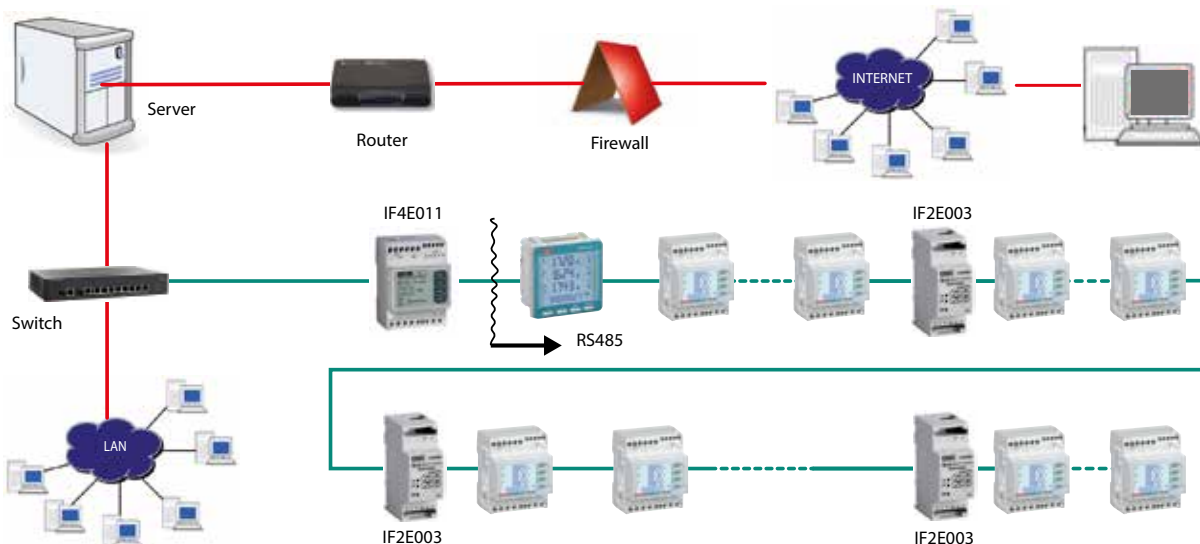 Server
Router
Firewall
INTERNET
IF4E011
IF2E003
Switch
RS485
LAN
IF2E003
IF2E003